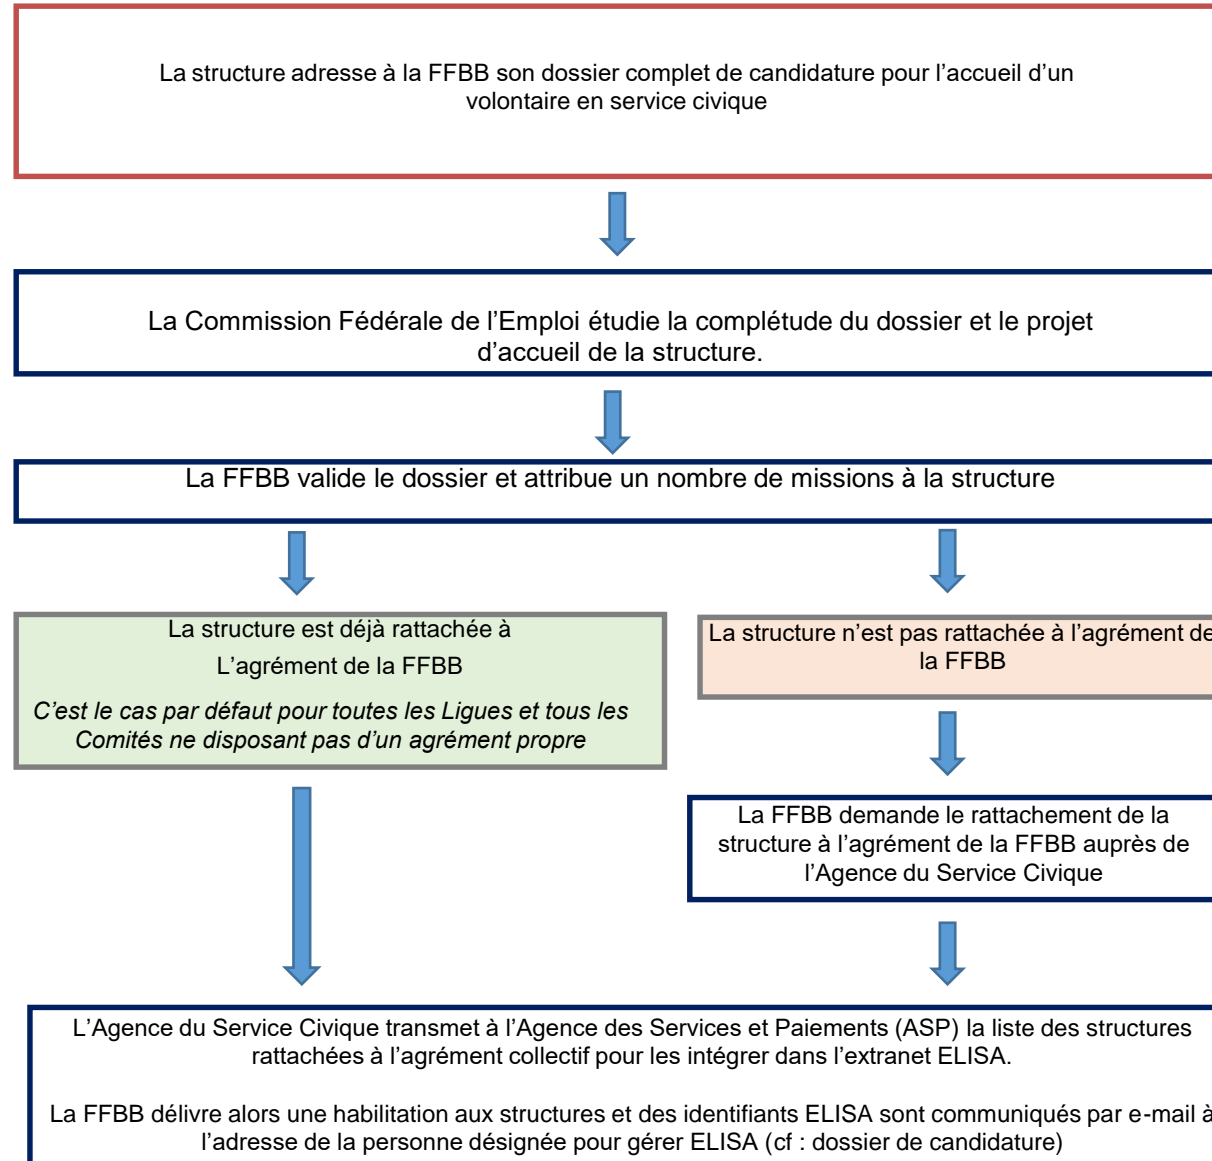 La structure adresse à la FFBB son dossier complet de candidature pour l’accueil d’un
volontaire en service civique
La Commission Fédérale de l’Emploi étudie la complétude du dossier et le projet
d’accueil de la structure.
La FFBB valide le dossier et attribue un nombre de missions à la structure
La structure est déjà rattachée à
L’agrément de la FFBB
C’est le cas par défaut pour toutes les Ligues et tous les
Comités ne disposant pas d’un agrément propre
La structure n’est pas rattachée à l’agrément de
la FFBB
La FFBB demande le rattachement de la
structure à l’agrément de la FFBB auprès de
l’Agence du Service Civique
L’Agence du Service Civique transmet à l’Agence des Services et Paiements (ASP) la liste des structures
rattachées à l’agrément collectif pour les intégrer dans l’extranet ELISA.
La FFBB délivre alors une habilitation aux structures et des identifiants ELISA sont communiqués par e-mail à
l’adresse de la personne désignée pour gérer ELISA (cf : dossier de candidature)